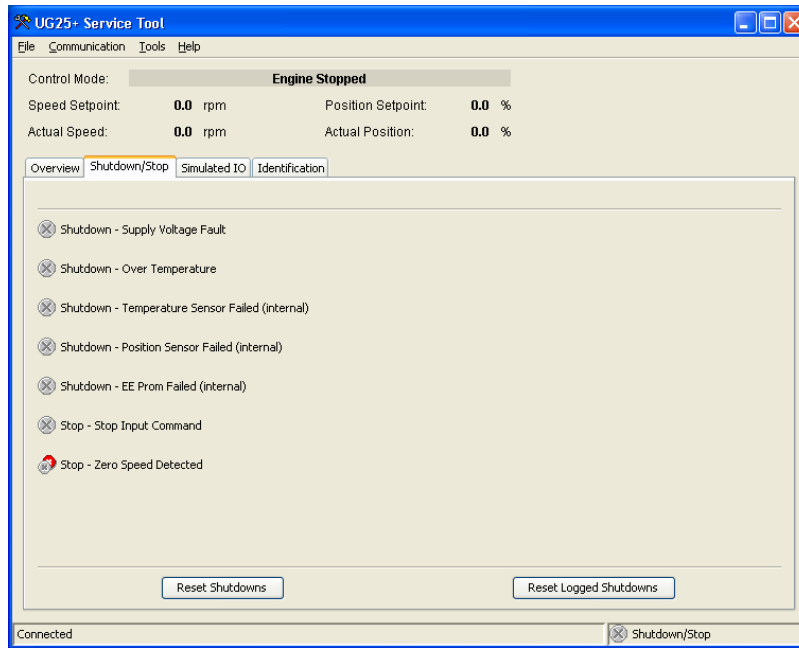 UG25+ Service Tool
File Communication Tools Help
Control Mode: Engine Stopped
Speed Setpoint: 0.0 rpm Position Setpoint: 0.0 %
Actual Speed: 0.0 rpm Actual Position: 0.0 %
Overview Shutdown/Stop Simulated IO Identification
Shutdown - Supply Voltage Fault
Shutdown - Over Temperature
Shutdown - Temperature Sensor Failed (internal)
Shutdown - Position Sensor Failed (internal)
Shutdown - EE Prom Failed (internal)
Stop - Stop Input Command
Stop - Zero Speed Detected
Reset Shutdowns Reset Logged Shutdowns
Connected Shutdown/Stop